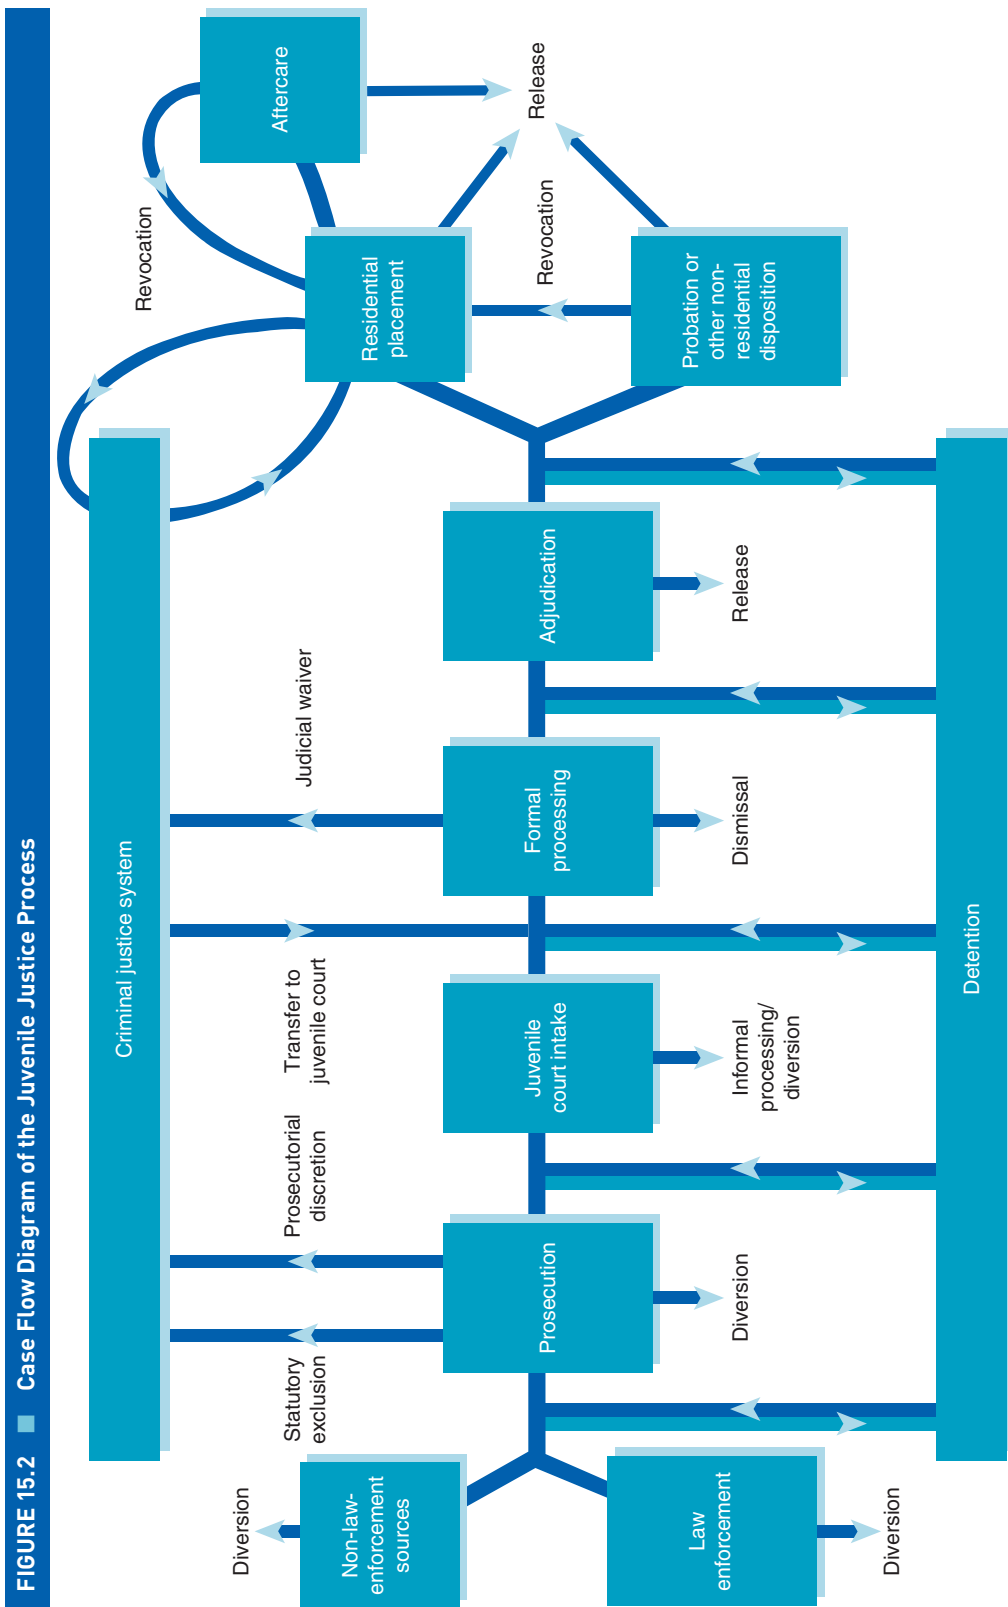 FIGURE 15.2 ■ Case Flow Diagram of the Juvenile Justice Process
Criminal justice system
Diversion
Non-law-
enforcement
sources
Law
enforcement
Diversion
Statutory
exclusion
Prosecutorial
discretion
Prosecution
Diversion
Transfer to
juvenile court
Juvenile
court intake
Informal
processing/
diversion
Judicial waiver
Formal
processing
Dismissal
Adjudication
Release
Revocation
Residential
placement
Revocation
Probation or
other non-
residential
disposition
Aftercare
Release
Detention